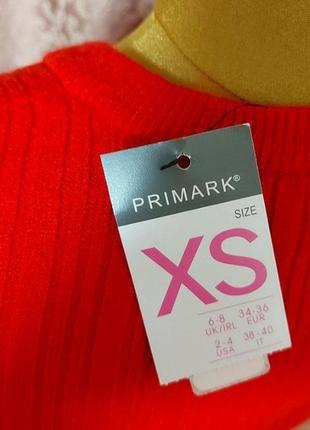 PRIMARK®
SIZE
XS
6-8 34-36
UK/IRL EUR
2-4 38-40
USA IT